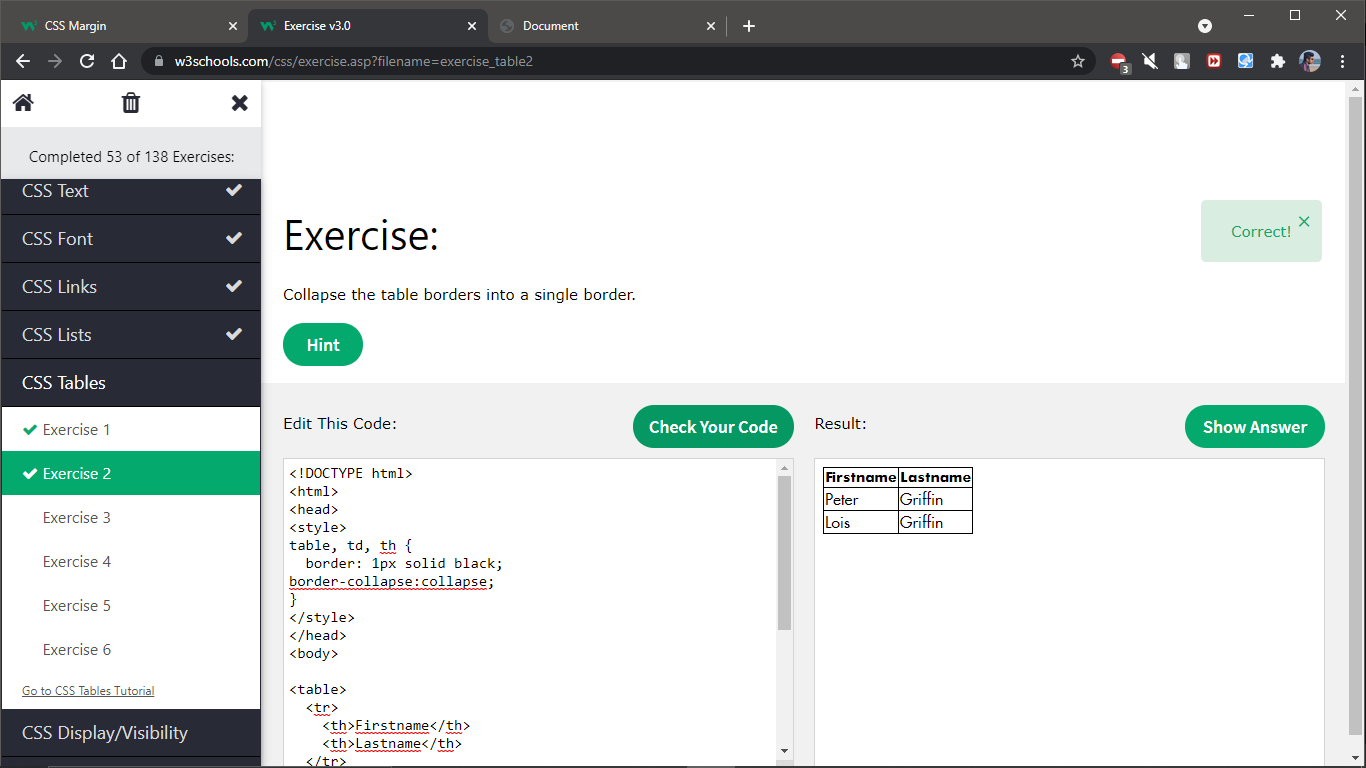 CSS Margin
Exercise v3.0
Document
w3schools.com/css/exercise.asp?filename=exercise_table2
3
Completed 53 of 138 Exercises:
CSS Text
CSS Font
CSS Links
CSS Lists
CSS Tables
Exercise 1
Exercise 2
Exercise 3
Exercise 4
Exercise 5
Exercise 6
Go to CSS Tables Tutorial
CSS Display/Visibility
Exercise:
Correct!
Collapse the table borders into a single border.
Hint
Edit This Code:
Check Your Code
<!DOCTYPE html>
<html>
<head>
<style>
table, td, th {
  border: 1px solid black;
border-collapse:collapse;
}
</style>
</head>
<body>

<table>
  <tr>
    <th>Firstname</th>
    <th>Lastname</th>
  </tr>
Result:
Show Answer
Firstname Lastname
Peter Griffin
Lois Griffin